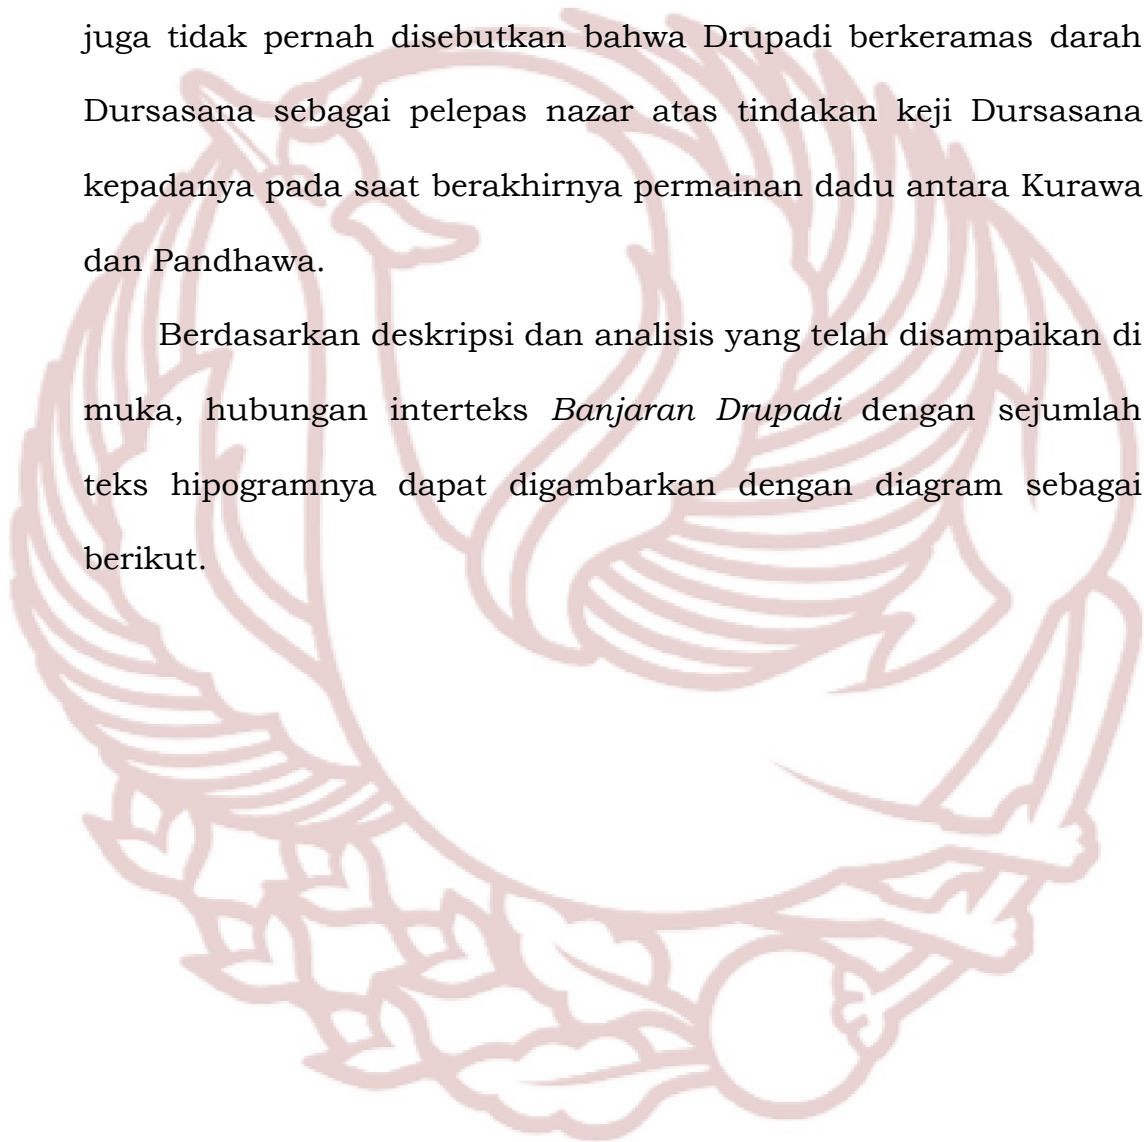 juga tidak pernah disebutkan bahwa Drupadi berkeramas darah
Dursasana sebagai pelepas nazar atas tindakan keji Dursasana
kepadanya pada saat berakhirnya permainan dadu antara Kurawa
dan Pandhawa.
Berdasarkan deskripsi dan analisis yang telah disampaikan di
muka, hubungan interteks Banjaran Drupadi dengan sejumlah
teks hipogramnya dapat digambarkan dengan diagram sebagai
berikut.